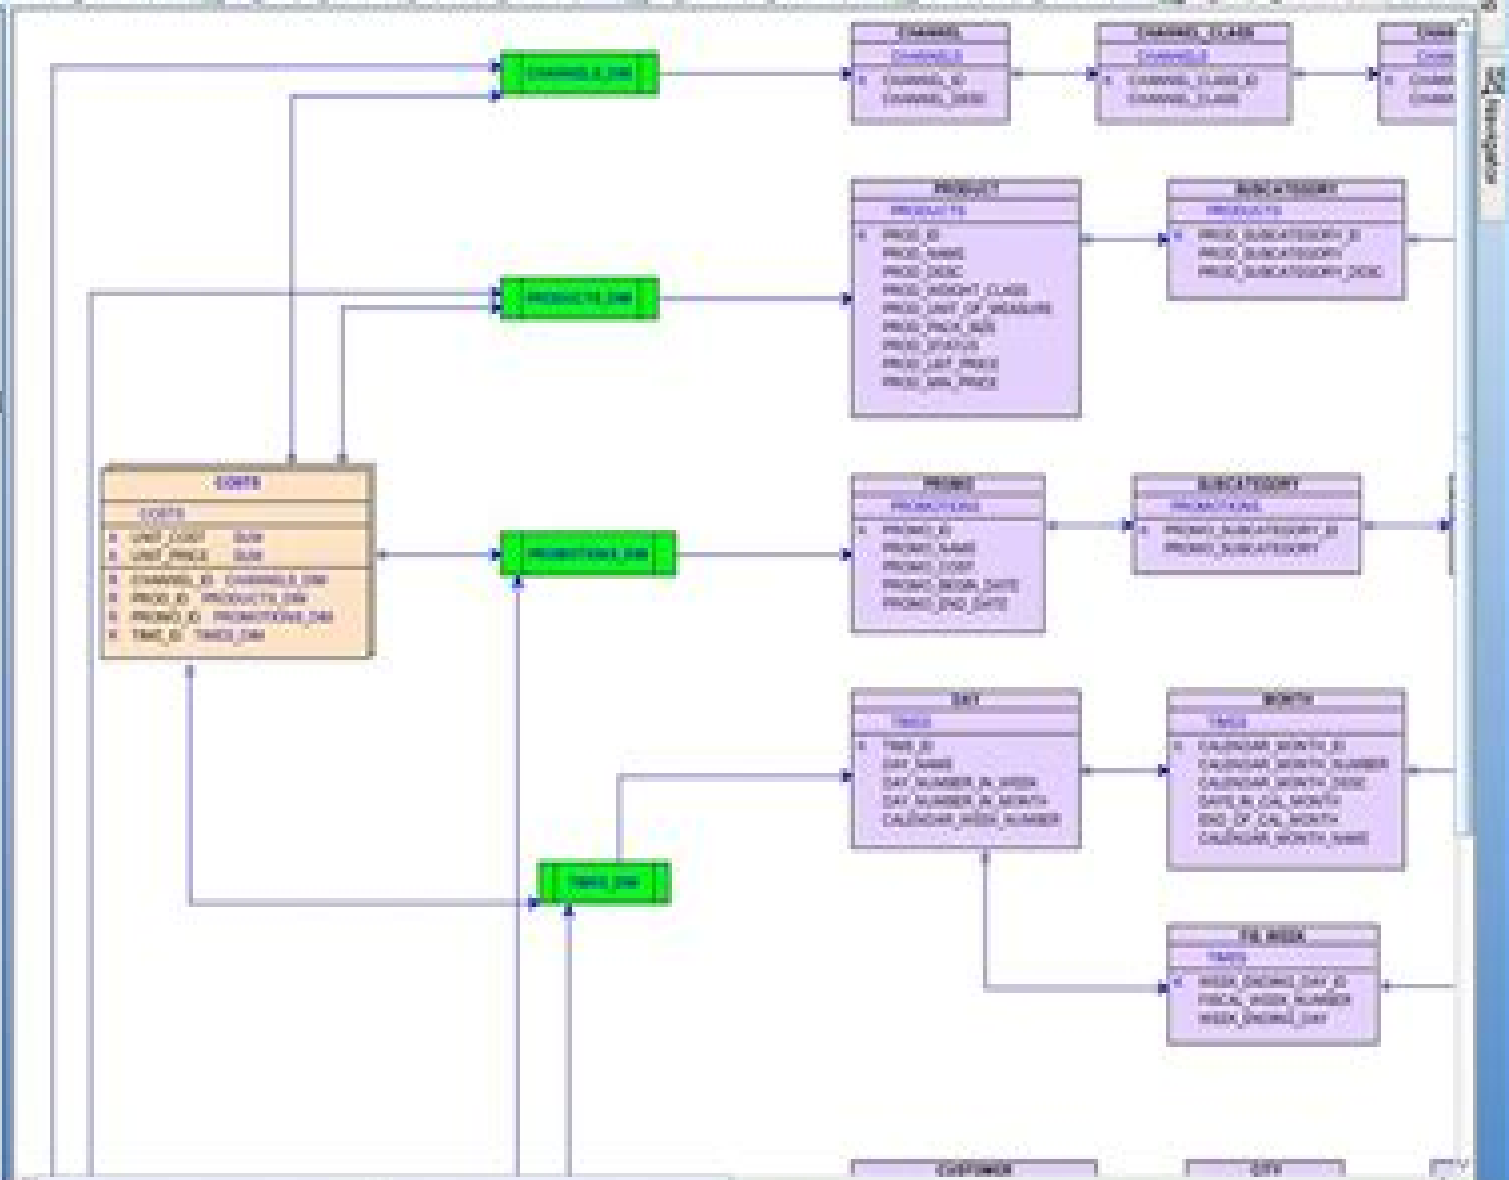 CHANNELS_DIM
CHANNEL
CHANNELS
CHANNEL_ID
CHANNEL_DESC
CHANNEL_CLASS
CHANNELS
CHANNEL_CLASS_ID
CHANNEL_CLASS
PRODUCTS_DIM
PRODUCT
PRODUCTS
PROD_ID
PROD_NAME
PROD_DESC
PROD_WEIGHT_CLASS
PROD_UNIT_OF_MEASURE
PROD_PACK_SIZE
PROD_STATUS
PROD_LIST_PRICE
PROD_MIN_PRICE
SUBCATEGORY
PRODUCTS
PROD_SUBCATEGORY_ID
PROD_SUBCATEGORY
PROD_SUBCATEGORY_DESC
COSTS
COSTS
UNIT_COST SUM
UNIT_PRICE SUM
CHANNEL_ID CHANNELS_DIM
PROD_ID PRODUCTS_DIM
PROMO_ID PROMOTIONS_DIM
TIME_ID TIMES_DIM
PROMOTIONS_DIM
PROMO
PROMOTIONS
PROMO_ID
PROMO_NAME
PROMO_COST
PROMO_BEGIN_DATE
PROMO_END_DATE
SUBCATEGORY
PROMOTIONS
PROMO_SUBCATEGORY_ID
PROMO_SUBCATEGORY
TIMES_DIM
DAY
TIMES
TIME_ID
DAY_NAME
DAY_NUMBER_IN_WEEK
DAY_NUMBER_IN_MONTH
CALENDAR_WEEK_NUMBER
MONTH
TIMES
CALENDAR_MONTH_ID
CALENDAR_MONTH_NUMBER
CALENDAR_MONTH_DESC
DAYS_IN_CAL_MONTH
END_OF_CAL_MONTH
CALENDAR_MONTH_NAME
FIS_WEEK
TIMES
WEEK_ENDING_DAY_ID
FISCAL_WEEK_NUMBER
WEEK_ENDING_DAY
CUSTOMER
CITY
Navigator